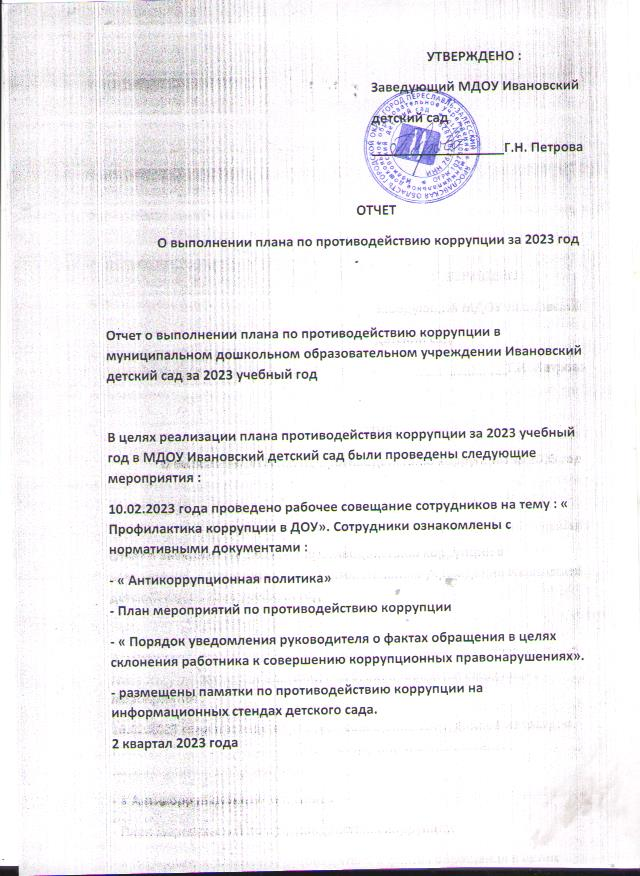 УТВЕРЖДЕНО :
Заведующий МДОУ Ивановский
детский сад
Г.Н. Петрова
ОТЧЕТ
О выполнении плана по противодействию коррупции за 2023 год
Отчет о выполнении плана по противодействию коррупции в
муниципальном дошкольном образовательном учреждении Ивановский
детский сад за 2023 учебный год
В целях реализации плана противодействия коррупции за 2023 учебный
год в МДОУ Ивановский детский сад были проведены следующие
мероприятия :
10.02.2023 года проведено рабочее совещание сотрудников на тему : «
Профилактика коррупции в ДОУ». Сотрудники ознакомлены с
нормативными документами :
- « Антикоррупционная политика»
- План мероприятий по противодействию коррупции
- « Порядок уведомления руководителя о фактах обращения в целях
склонения работника к совершению коррупционных правонарушениях».
- размещены памятки по противодействию коррупции на
информационных стендах детского сада.
2 квартал 2023 года